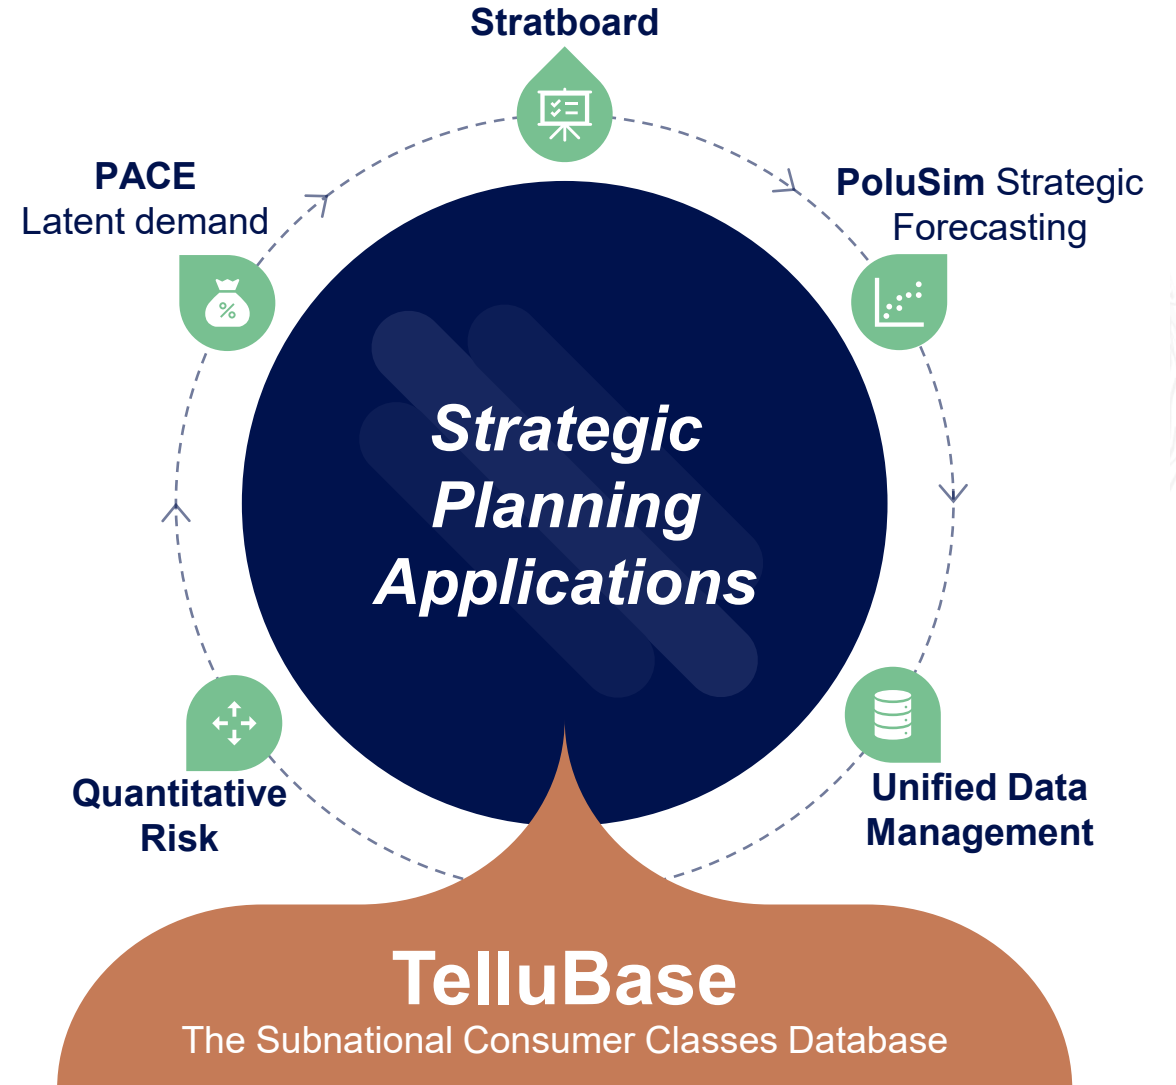 Stratboard
PACE
Latent demand
PoluSim Strategic
Forecasting
Strategic
Planning
Applications
Quantitative
Risk
Unified Data
Management
TelluBase
The Subnational Consumer Classes Database